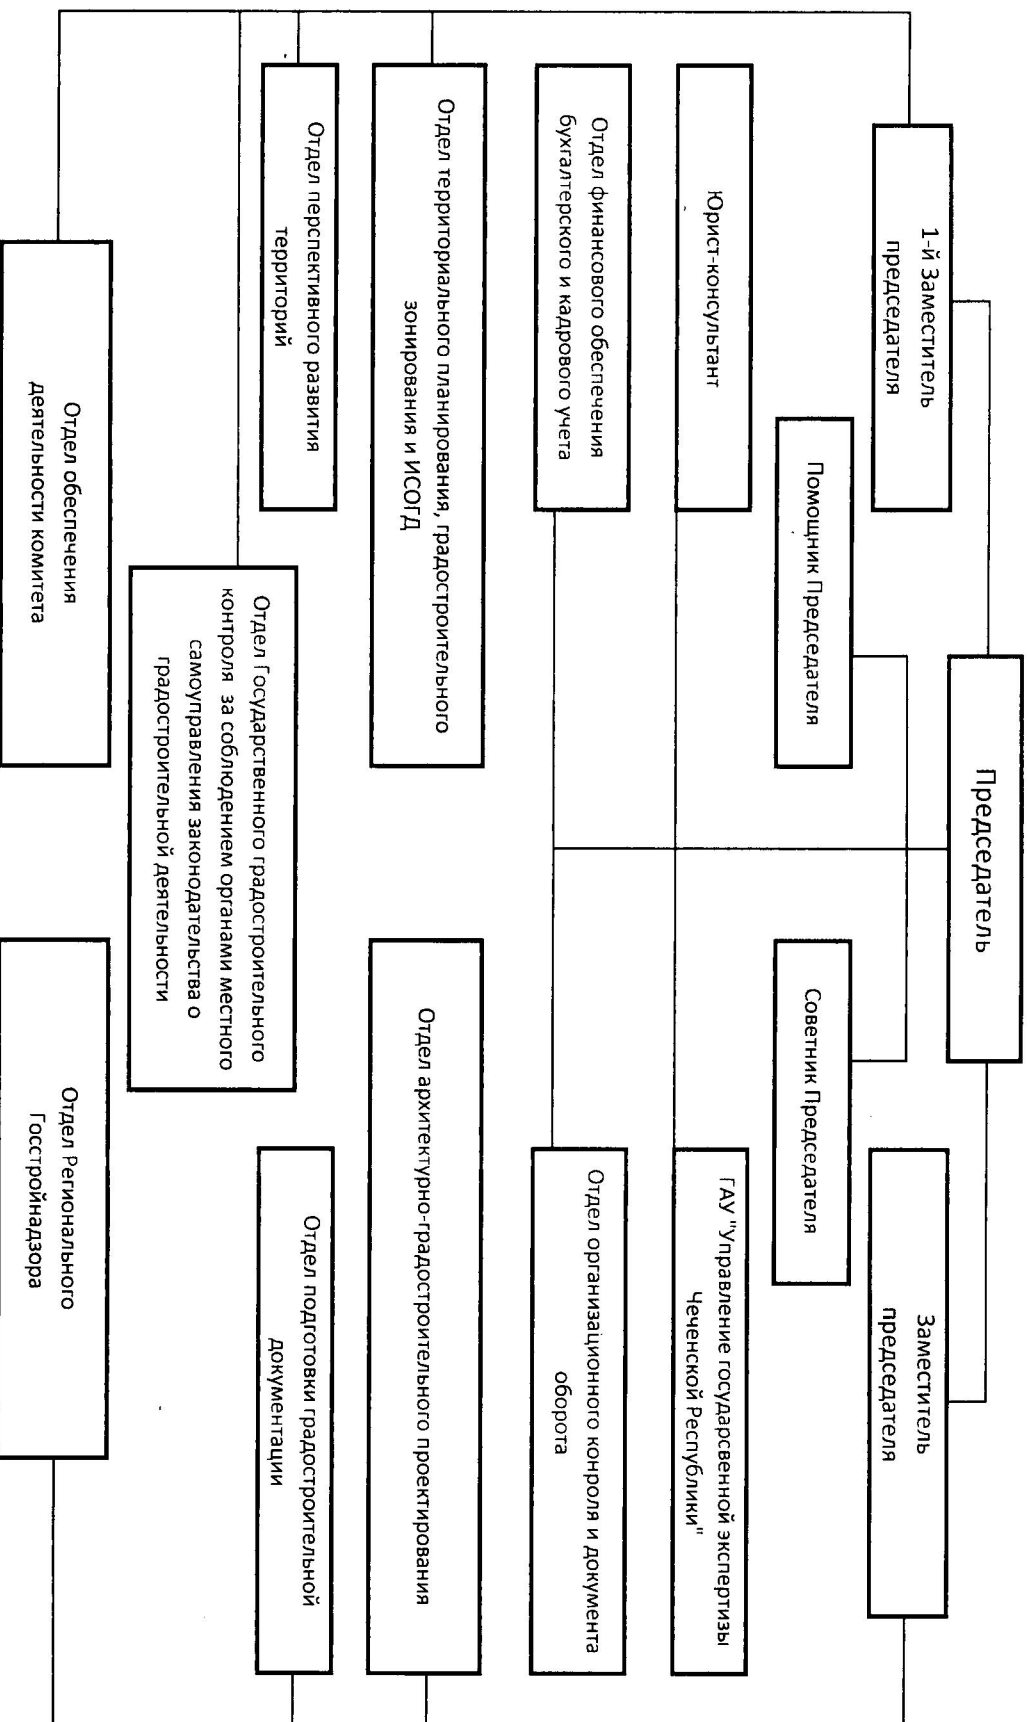 Председатель
1-й Заместитель
председателя
Заместитель
председателя
Помощник Председателя
Советник Председателя
Юрист-консультант
ГАУ "Управление государсвенной экспертизы
Чеченской Республики"
Отдел финансового обеспечения
бухгалтерского и кадрового учета
Отдел организационного конроля и документа
оборота
Отдел территориального планирования, градостроительного
зонирования и ИСОГД
Отдел архитектурно-градостроительного проектирования
Отдел перспективного развития
территорий
Отдел подготовки градостроительной
документации
Отдел Государственного градостроительного
контроля за соблюдением органами местного
самоуправления законодательства о
градостроительной деятельности
Отдел обеспечения
деятельности комитета
Отдел Регионального
Госстройнадзора